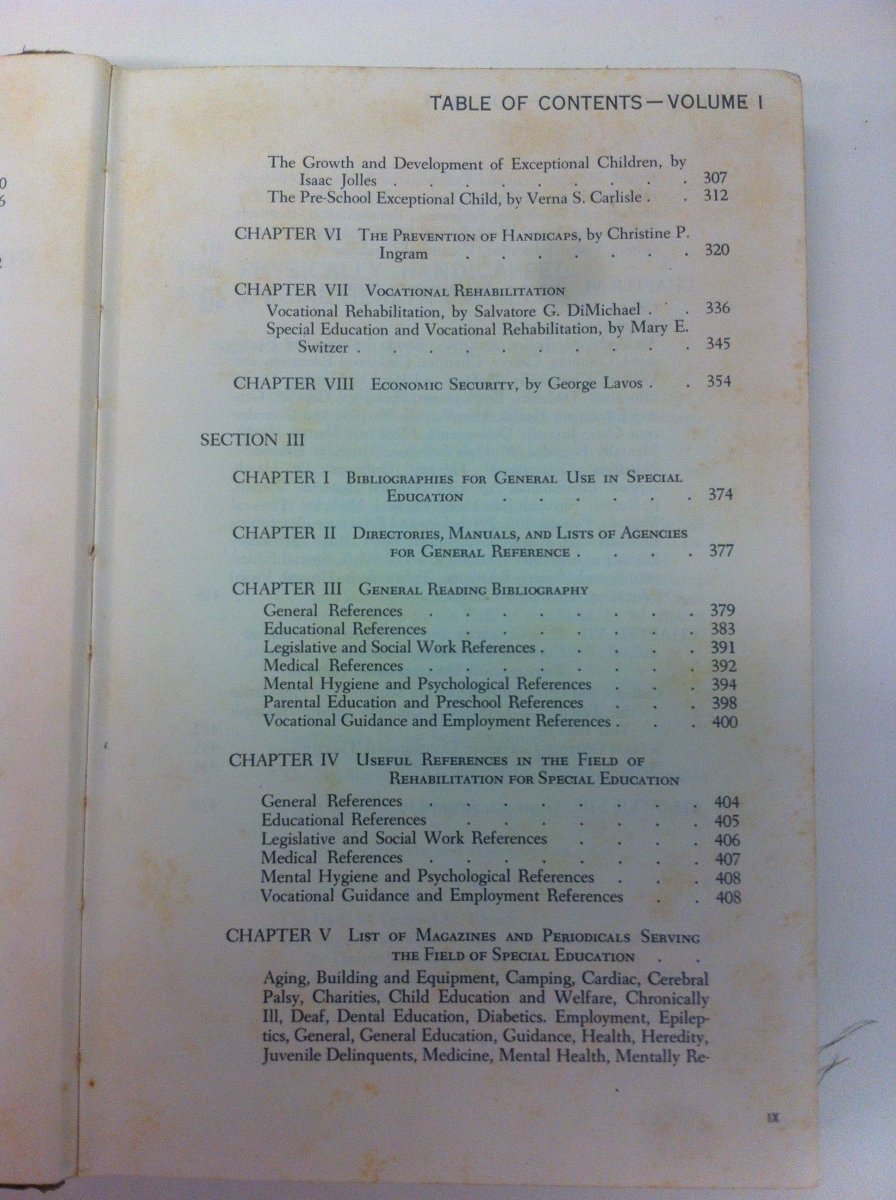 TABLE OF CONTENTS — VOLUME I
The Growth and Development of Exceptional Children, by
Isaac Jolles . . . . . . . . . 307
The Pre-School Exceptional Child, by Verna S. Carlisle . . 312
CHAPTER VI THE PREVENTION OF HANDICAPS, by Christine P.
Ingram . . . . . . . 320
CHAPTER VII VOCATIONAL REHABILITATION
Vocational Rehabilitation, by Salvatore G. DiMichael . . 336
Special Education and Vocational Rehabilitation, by Mary E.
Switzer . . . . . . . . . . 345
CHAPTER VIII ECONOMIC SECURITY, by George Lavos . . 354
SECTION III
CHAPTER I BIBLIOGRAPHIES FOR GENERAL USE IN SPECIAL
EDUCATION . . . . . . 374
CHAPTER II DIRECTORIES, MANUALS, AND LISTS OF AGENCIES
FOR GENERAL REFERENCE . . . . 377
CHAPTER III GENERAL READING BIBLIOGRAPHY
General References . . . . . . . . 379
Educational References . . . . . . . 383
Legislative and Social Work References . . . . . 391
Medical References . . . . . . . . 392
Mental Hygiene and Psychological References . . . 394
Parental Education and Preschool References . . . 398
Vocational Guidance and Employment References . . . 400
CHAPTER IV USEFUL REFERENCES IN THE FIELD OF
REHABILITATION FOR SPECIAL EDUCATION
General References . . . . . . . . 404
Educational References . . . . . . . 405
Legislative and Social Work References . . . . 406
Medical References . . . . . . . . 407
Mental Hygiene and Psychological References . . . 408
Vocational Guidance and Employment References . . 408
CHAPTER V LIST OF MAGAZINES AND PERIODICALS SERVING
THE FIELD OF SPECIAL EDUCATION . .
Aging, Building and Equipment, Camping, Cardiac, Cerebral
Palsy, Charities, Child Education and Welfare, Chronically
Ill, Deaf, Dental Education, Diabetics. Employment, Epilep-
tics, General, General Education, Guidance, Health, Heredity,
Juvenile Delinquents, Medicine, Mental Health, Mentally Re-
IX